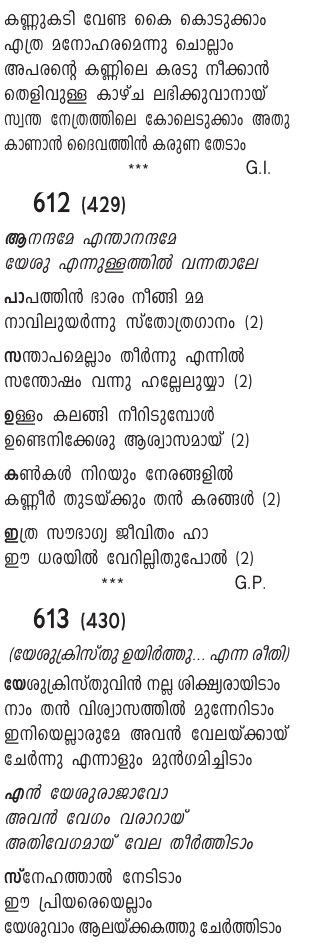 കണ്ണുകടി വേണ്ട കൈ കൊടുക്കാം
എത്ര മനോഹരമെന്നു ചൊല്ലാം
അപരന്റെ കണ്ണിലെ കരടു നീക്കാൻ
തെളിവുള്ള കാഴ്ച ലഭിക്കുവാനായ്
സ്വന്ത നേത്രത്തിലെ കോലെടുക്കാം അതു
കാണാൻ ദൈവത്തിൻ കരുണ തേടാം
*** G.I.
612 (429)
ആനന്ദമേ എന്താനന്ദമേ
യേശു എന്നുള്ളത്തിൽ വന്നതാലേ
പാപത്തിൻ ഭാരം നീങ്ങി മമ
നാവിലുയർന്നു സ്തോത്രഗാനം (2)
സന്താപമെല്ലാം തീർന്നു എന്നിൽ
സന്തോഷം വന്നു ഹല്ലേലുയ്യാ (2)
ഉള്ളം കലങ്ങി നീറിടുമ്പോൾ
ഉണ്ടെനിക്കേശു ആശ്വാസമായ് (2)
കൺകൾ നിറയും നേരങ്ങളിൽ
കണ്ണീർ തുടയ്ക്കും തൻ കരങ്ങൾ (2)
ഇത്ര സൗഭാഗ്യ ജീവിതം ഹാ
ഈ ധരയിൽ വേറില്ലിതുപോൽ (2)
*** G.P.
613 (430)
(യേശുക്രിസ്തു ഉയിർത്തു... എന്ന രീതി)
യേശുക്രിസ്തുവിൻ നല്ല ശിക്ഷ്യരായിടാം
നാം തൻ വിശ്വാസത്തിൽ മുന്നേറിടാം
ഇനിയെല്ലാരുമേ അവൻ വേലയ്ക്കായ്
ചേർന്നു എന്നാളും മുൻഗമിച്ചിടാം
എൻ യേശുരാജാവോ
അവൻ വേഗം വരാറായ്
അതിവേഗമായ് വേല തീർത്തിടാം
സ്നേഹത്താൽ നേടിടാം
ഈ പ്രിയരെയെല്ലാം
യേശുവാം ആലയ്ക്കകത്തു ചേർത്തിടാം